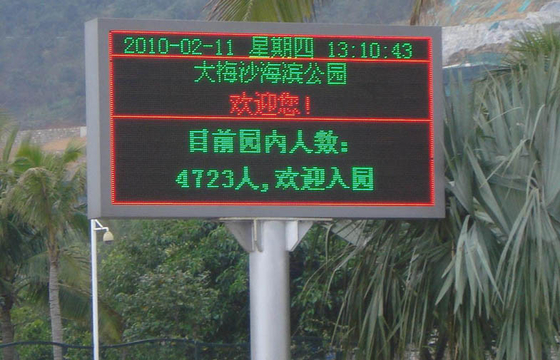 2010-02-11 星期四 13:10:43
大梅沙海滨公园
欢迎您!
目前园内人数:
4723人,欢迎入园